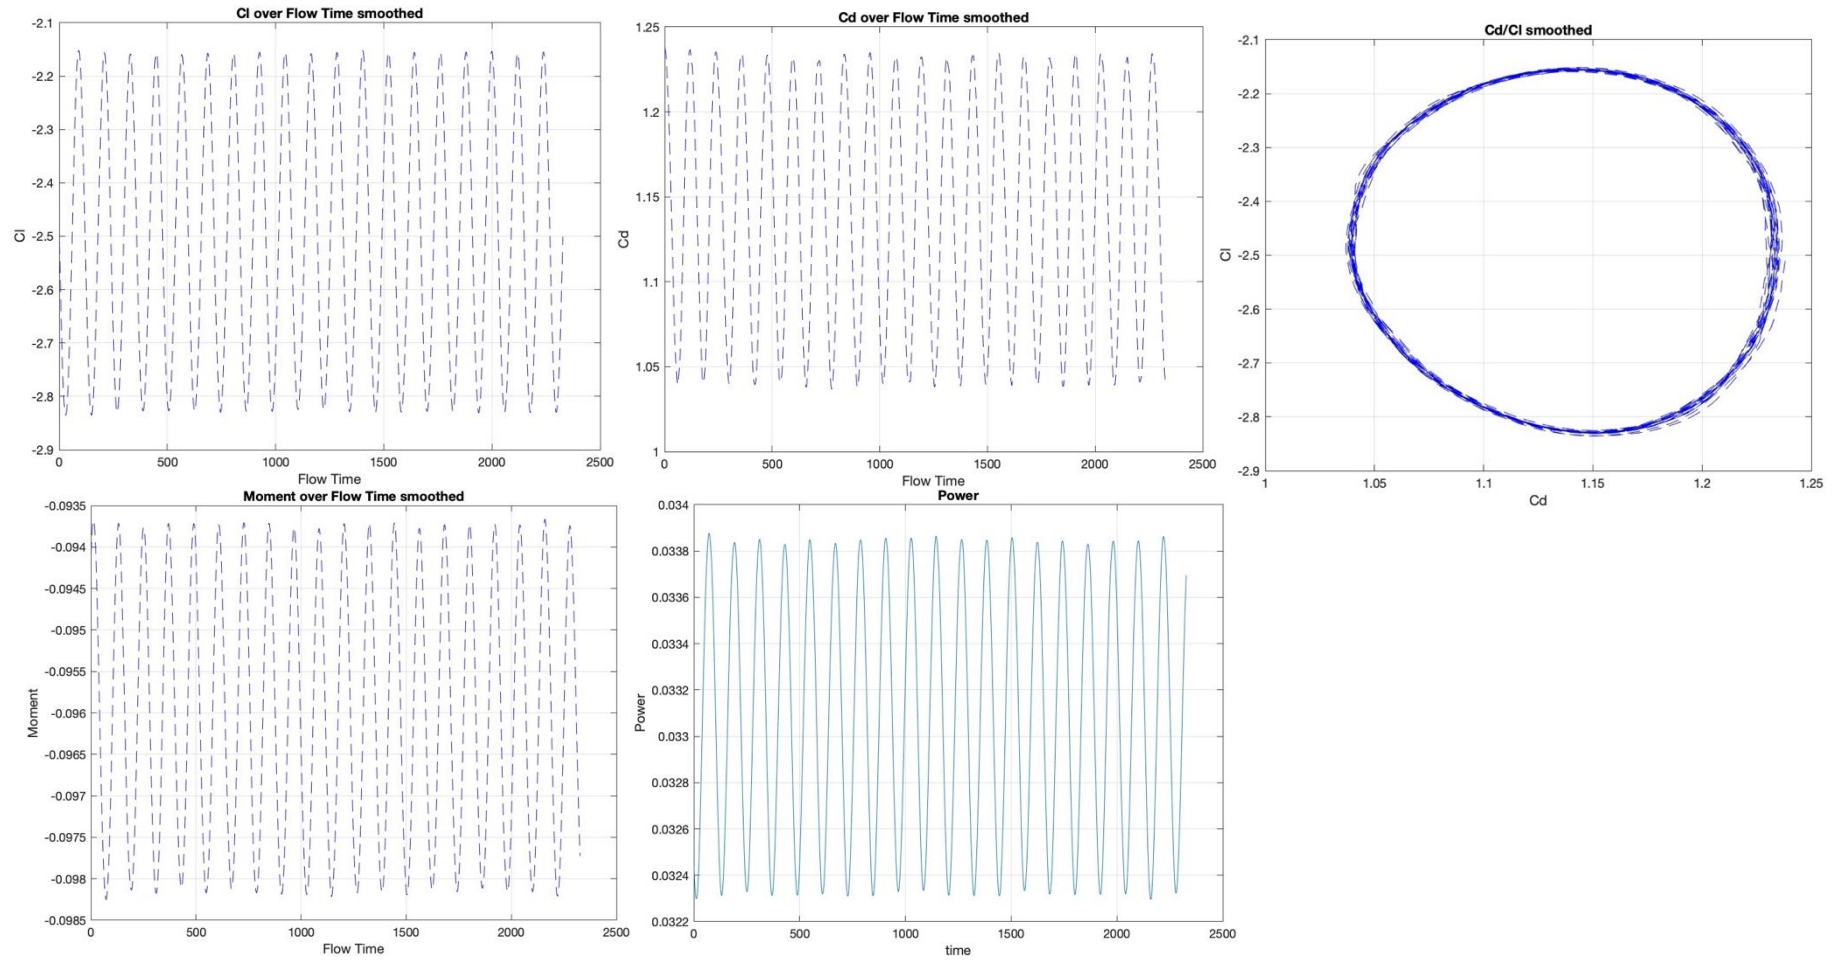 Cl over Flow Time smoothed
-2.1
-2.2
-2.3
-2.4
-2.5
-2.6
-2.7
-2.8
-2.9
Cl
0 500 1000 1500 2000 2500
Flow Time
Cd over Flow Time smoothed
1.25
1.2
1.15
1.1
1.05
1
Cd
0 500 1000 1500 2000 2500
Flow Time
Cd/Cl smoothed
-2.1
-2.2
-2.3
-2.4
-2.5
-2.6
-2.7
-2.8
-2.9
Cl
1 1.05 1.1 1.15 1.2 1.25
Cd
Moment over Flow Time smoothed
-0.0935
-0.094
-0.0945
-0.095
-0.0955
-0.096
-0.0965
-0.097
-0.0975
-0.098
-0.0985
Moment
0 500 1000 1500 2000 2500
Flow Time
Power
0.034
0.0338
0.0336
0.0334
0.0332
0.033
0.0328
0.0326
0.0324
0.0322
Power
0 500 1000 1500 2000 2500
time